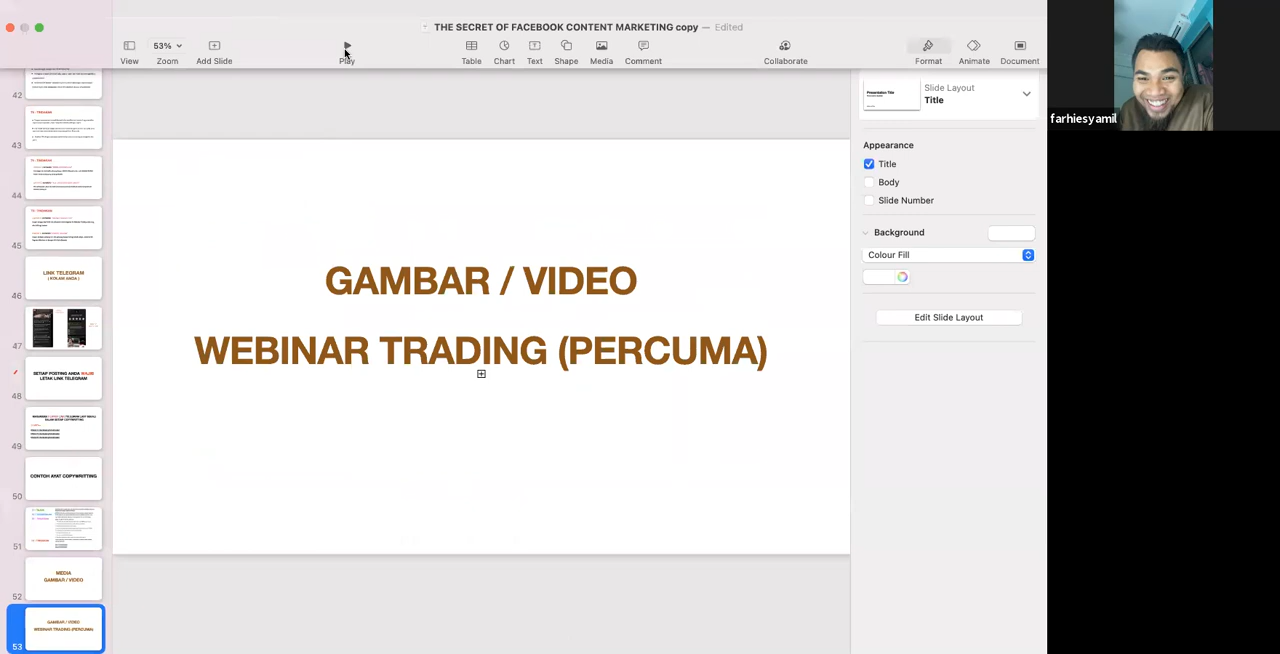 THE SECRET OF FACEBOOK CONTENT MARKETING copy — Edited
53%
View
Zoom
Add Slide
Play
Table
Chart
Text
Shape
Media
Comment
Collaborate
Format
Animate
Document
42
43
44
45
LINK TELEGRAM
46
47
SETIAP POSTING ANDA WAJIB
LETAK LINK TELEGRAM
48
49
CONTOH AYAT COPYWRITTING
50
51
MEDIA
GAMBAR / VIDEO
52
GAMBAR / VIDEO
WEBINAR TRADING (PERCUMA)
53
GAMBAR / VIDEO
WEBINAR TRADING (PERCUMA)
Presentation Title
Slide Layout
Title
Appearance
Title
Body
Slide Number
Background
Colour Fill
Edit Slide Layout
farhiesyamil